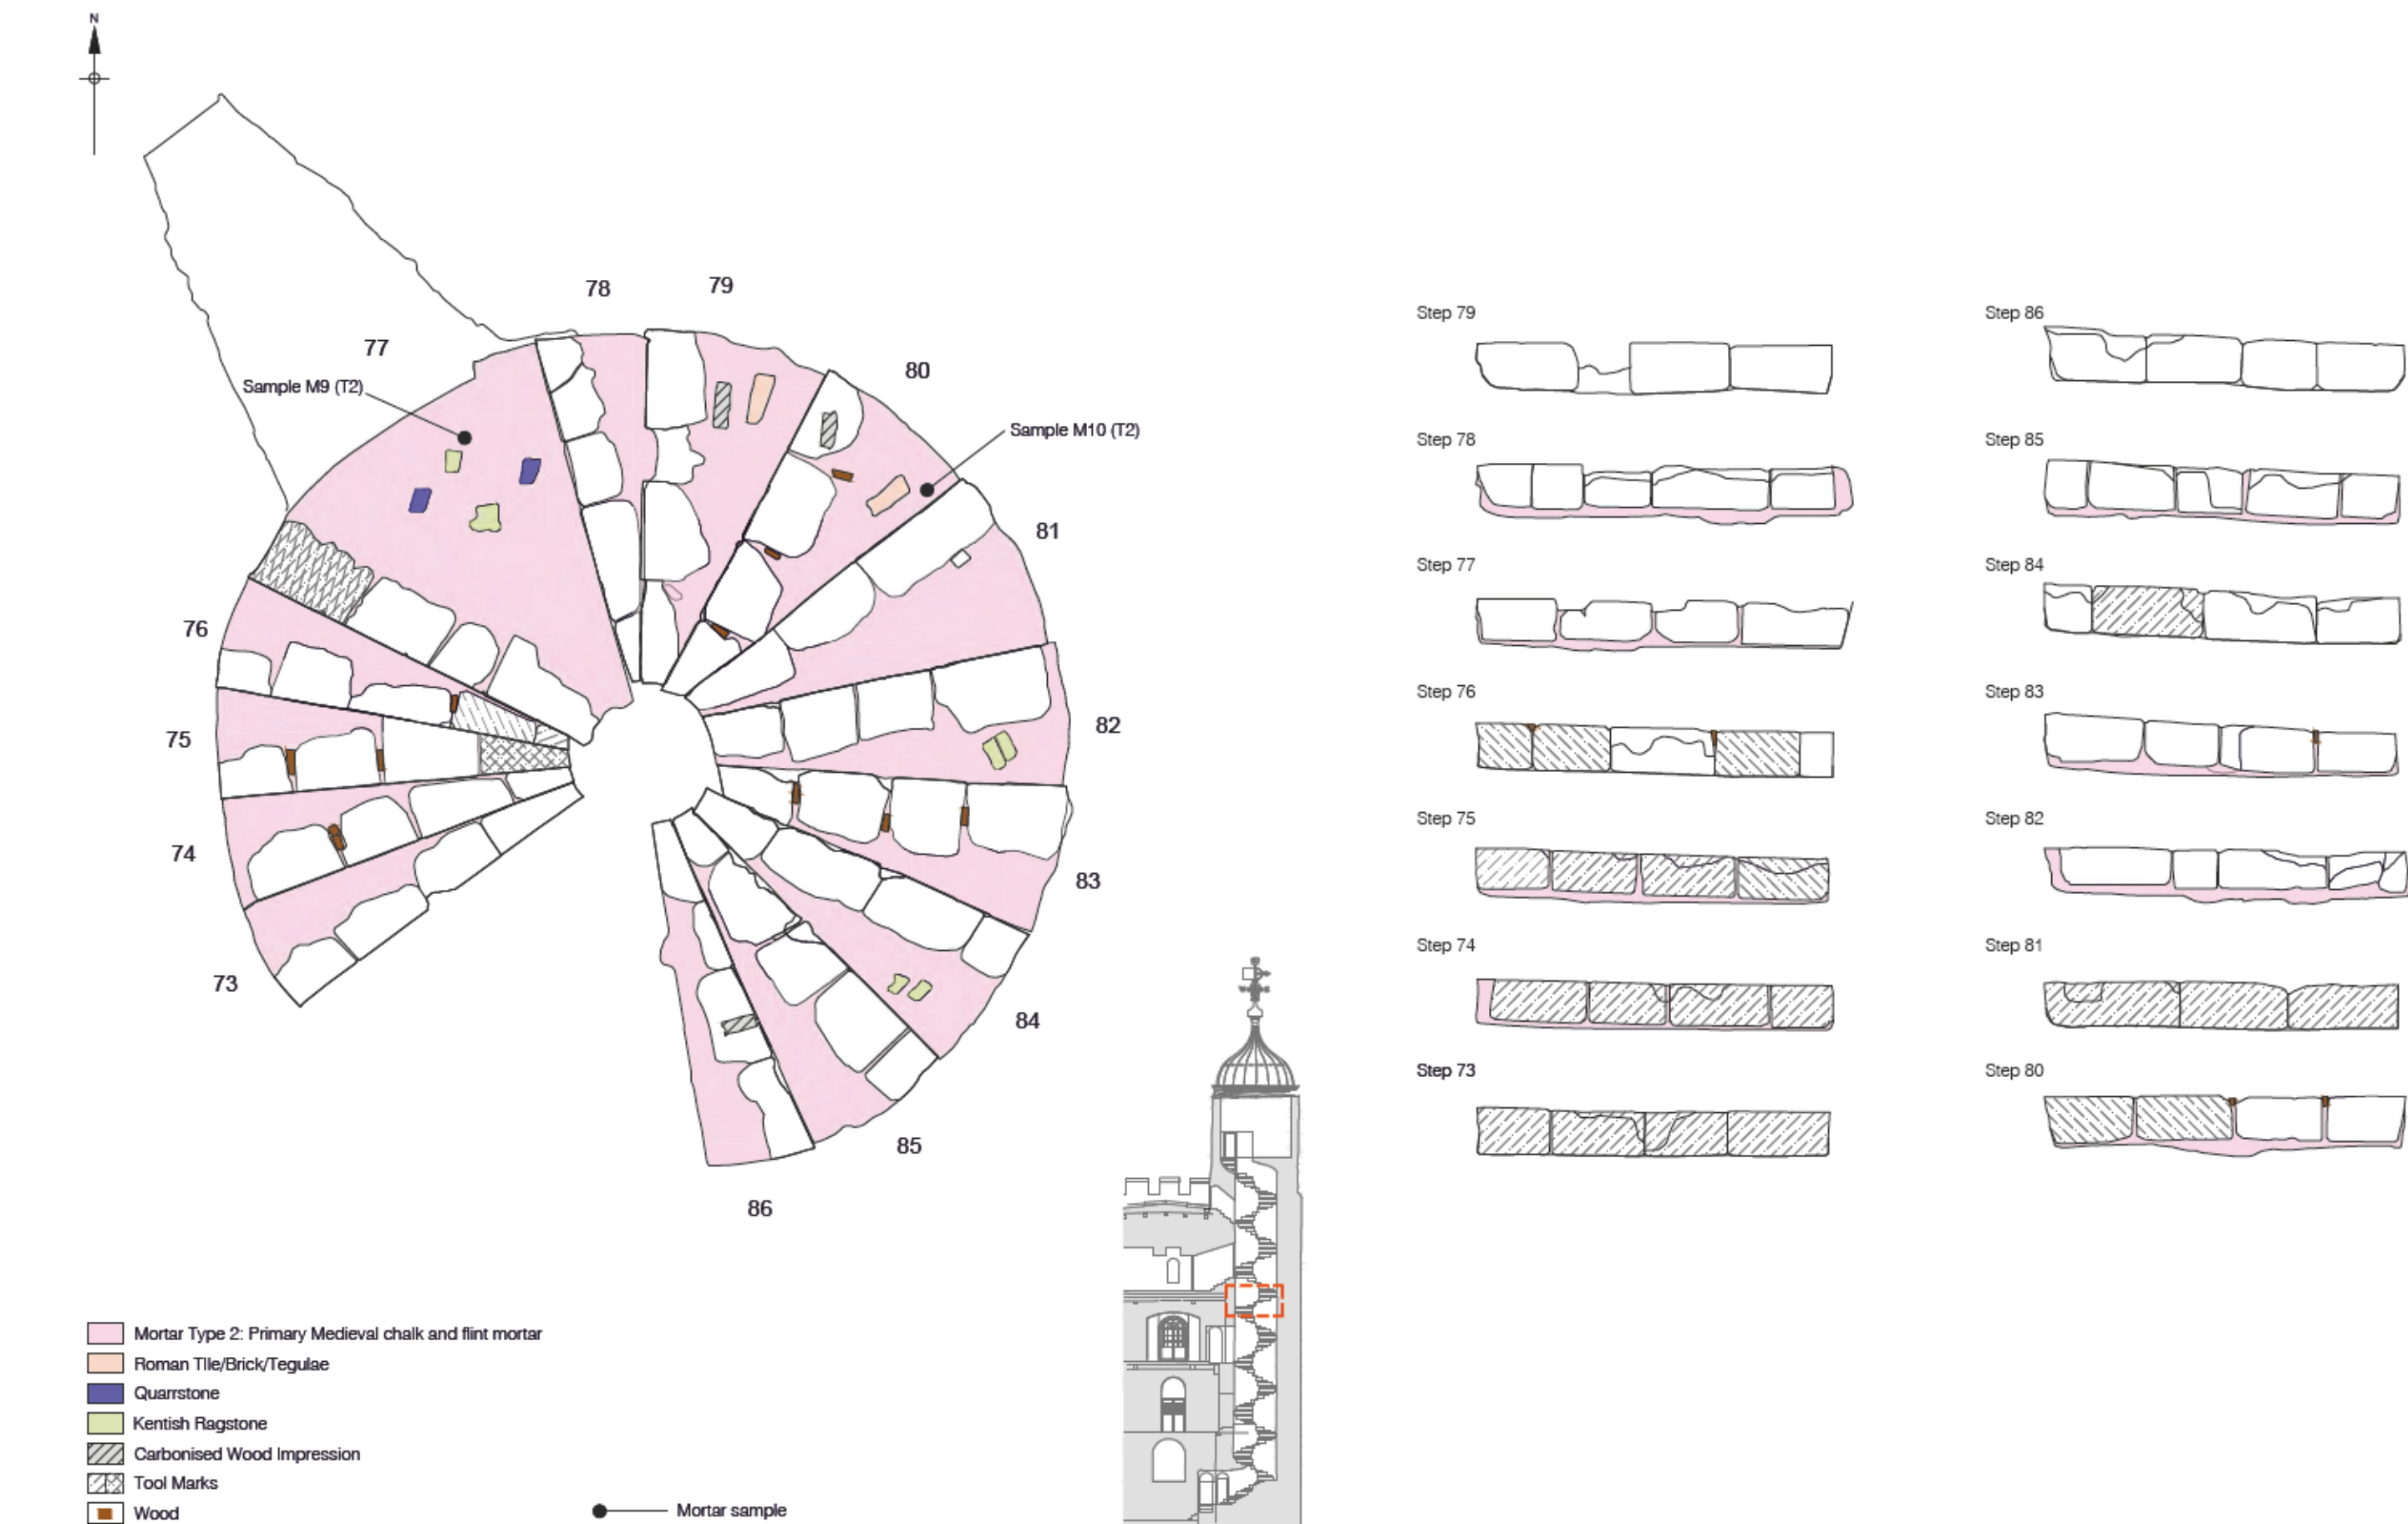 N
78
79
77
80
Sample M9 (T2)
Sample M10 (T2)
81
76
82
75
74
83
73
84
85
86
Step 79
Step 78
Step 77
Step 76
Step 75
Step 74
Step 73
Step 86
Step 85
Step 84
Step 83
Step 82
Step 81
Step 80
Mortar Type 2: Primary Medieval chalk and flint mortar
Roman Tile/Brick/Tegulae
Quarrstone
Kentish Ragstone
Carbonised Wood Impression
Tool Marks
Wood
Mortar sample